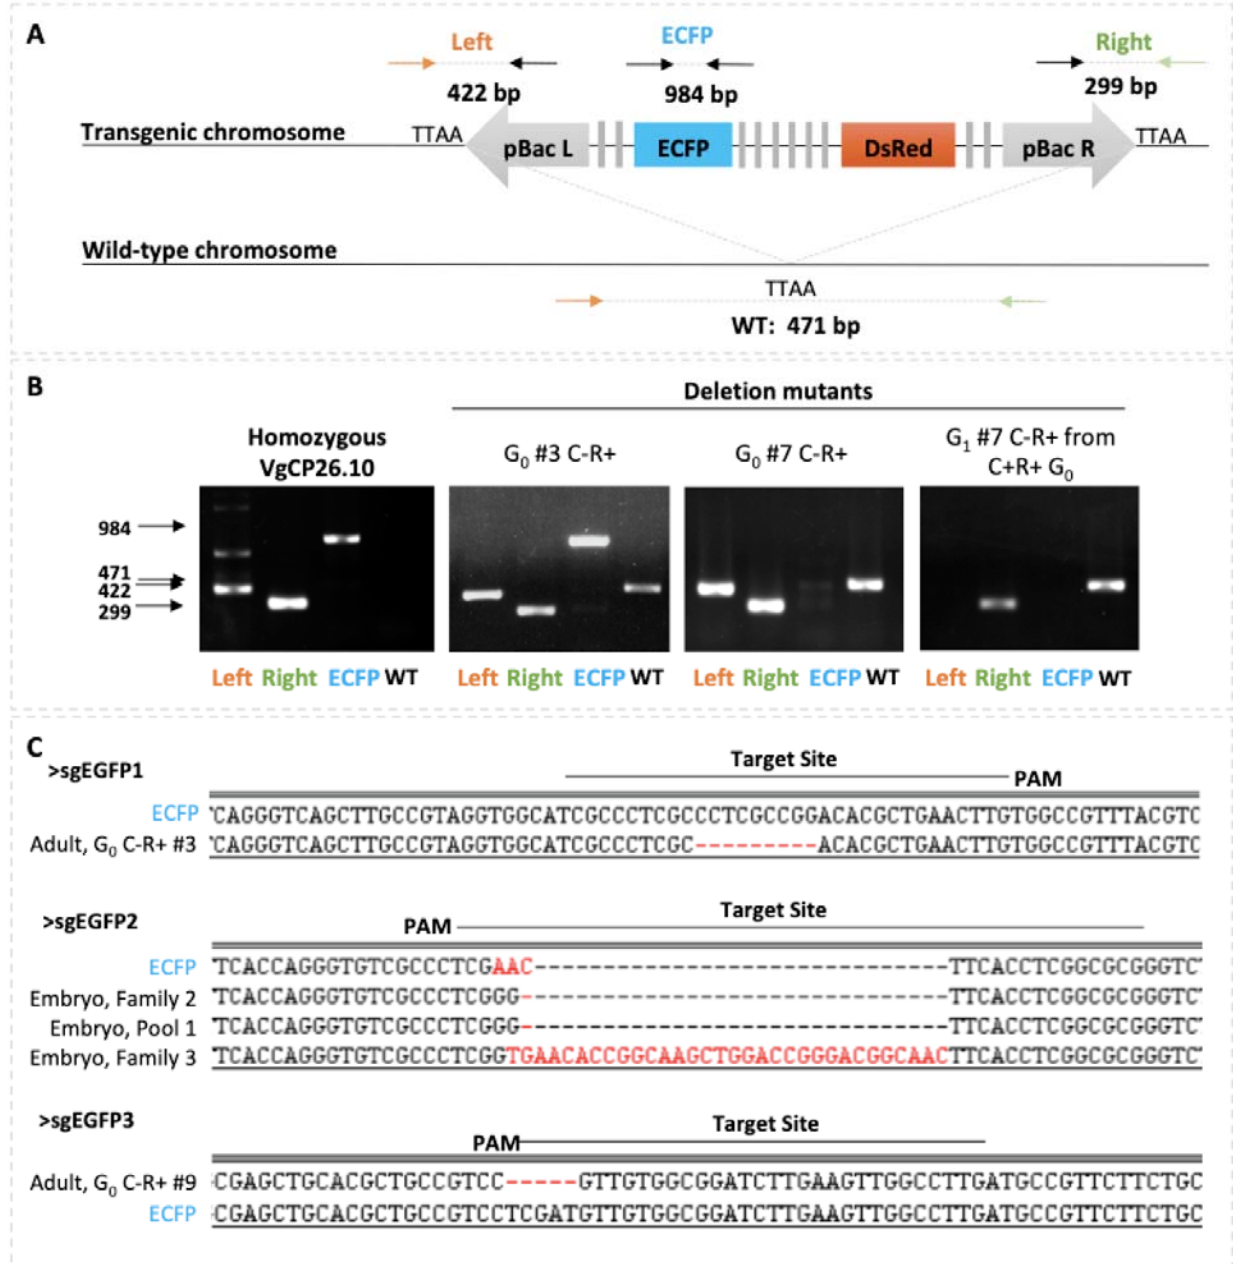 A
Left
ECFP
Right
422 bp
984 bp
299 bp
Transgenic chromosome
TTAA
pBac L
ECFP
DsRed
pBac R
TTAA
Wild-type chromosome
TTAA
WT: 471 bp
B
Deletion mutants
Homozygous
VgCP26.10
G0 #3 C-R+
G0 #7 C-R+
G1 #7 C-R+ from
C+R+ G0
984
471
422
299
Left Right ECFP WT
Left Right ECFP WT
Left Right ECFP WT
Left Right ECFP WT
C
>sgEGFP1
Target Site
PAM
ECFP CAGGGTCAGCTTGCCGTAGGTGGCATCGCCCTCGCCCTCGCCGGACACGCTGAACTTGTGGCCGTTTACGTC
Adult, G0 C-R+ #3 CAGGGTCAGCTTGCCGTAGGTGGCATCGCCCTCGC---------ACACGCTGAACTTGTGGCCGTTTACGTC
>sgEGFP2
Target Site
PAM
ECFP TCACCAGGGTGTCGCCCTCGAAC-----------------------------TTCACCTCGGCGCGGGTC
Embryo, Family 2 TCACCAGGGTGTCGCCCTCGGG------------------------------TTCACCTCGGCGCGGGTC
Embryo, Pool 1 TCACCAGGGTGTCGCCCTCGGG------------------------------TTCACCTCGGCGCGGGTC
Embryo, Family 3 TCACCAGGGTGTCGCCCTCGGTGAACACCGGCAAGCTGGACCGGGACGGCAACTTCACCTCGGCGCGGGTC
>sgEGFP3
Target Site
PAM
Adult, G0 C-R+ #9 CGAGCTGCACGCTGCCGTCC-----GTTGTGGCGGATCTTGAAGTTGGCCTTGATGCCGTTCTTCTGC
ECFP CGAGCTGCACGCTGCCGTCCTCGATGTTGTGGCGGATCTTGAAGTTGGCCTTGATGCCGTTCTTCTGC